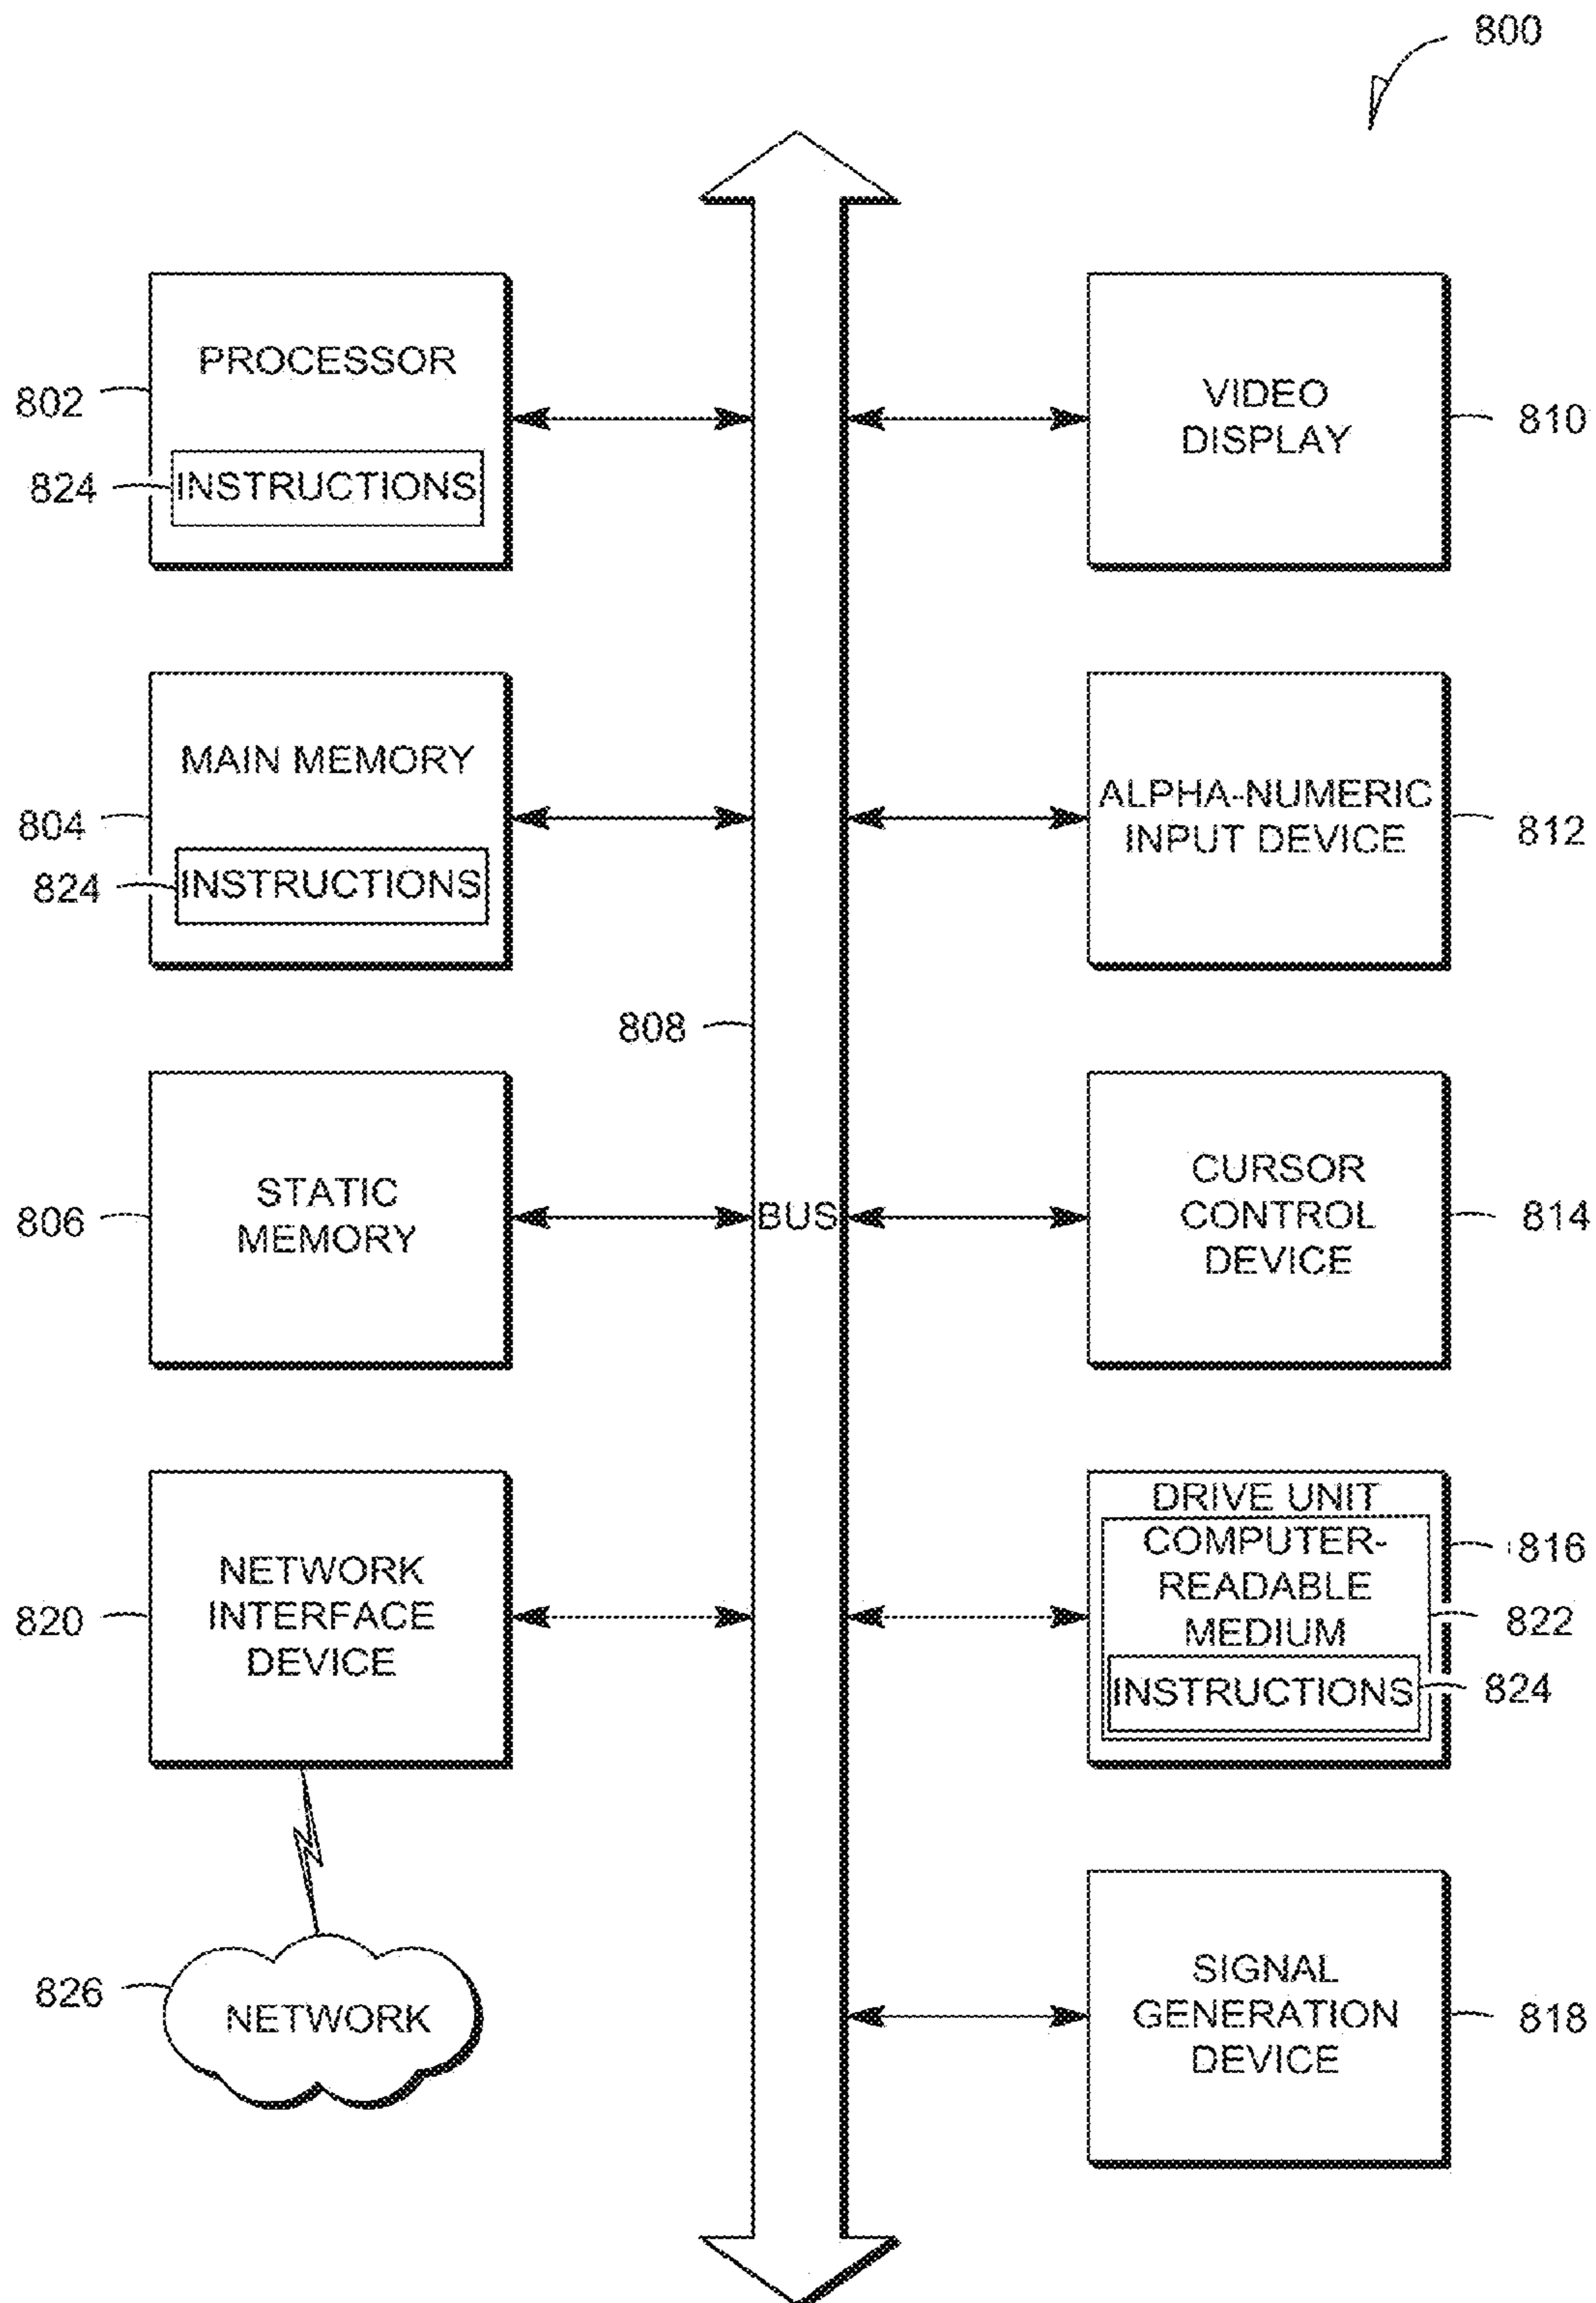 800
PROCESSOR
802
824
INSTRUCTIONS
VIDEO
DISPLAY
810
MAIN MEMORY
804
824
INSTRUCTIONS
ALPHA-NUMERIC
INPUT DEVICE
812
808
STATIC
MEMORY
806
BUS
CURSOR
CONTROL
DEVICE
814
NETWORK
INTERFACE
DEVICE
820
DRIVE UNIT
COMPUTER-
READABLE
MEDIUM
INSTRUCTIONS
816
822
824
826
NETWORK
SIGNAL
GENERATION
DEVICE
818